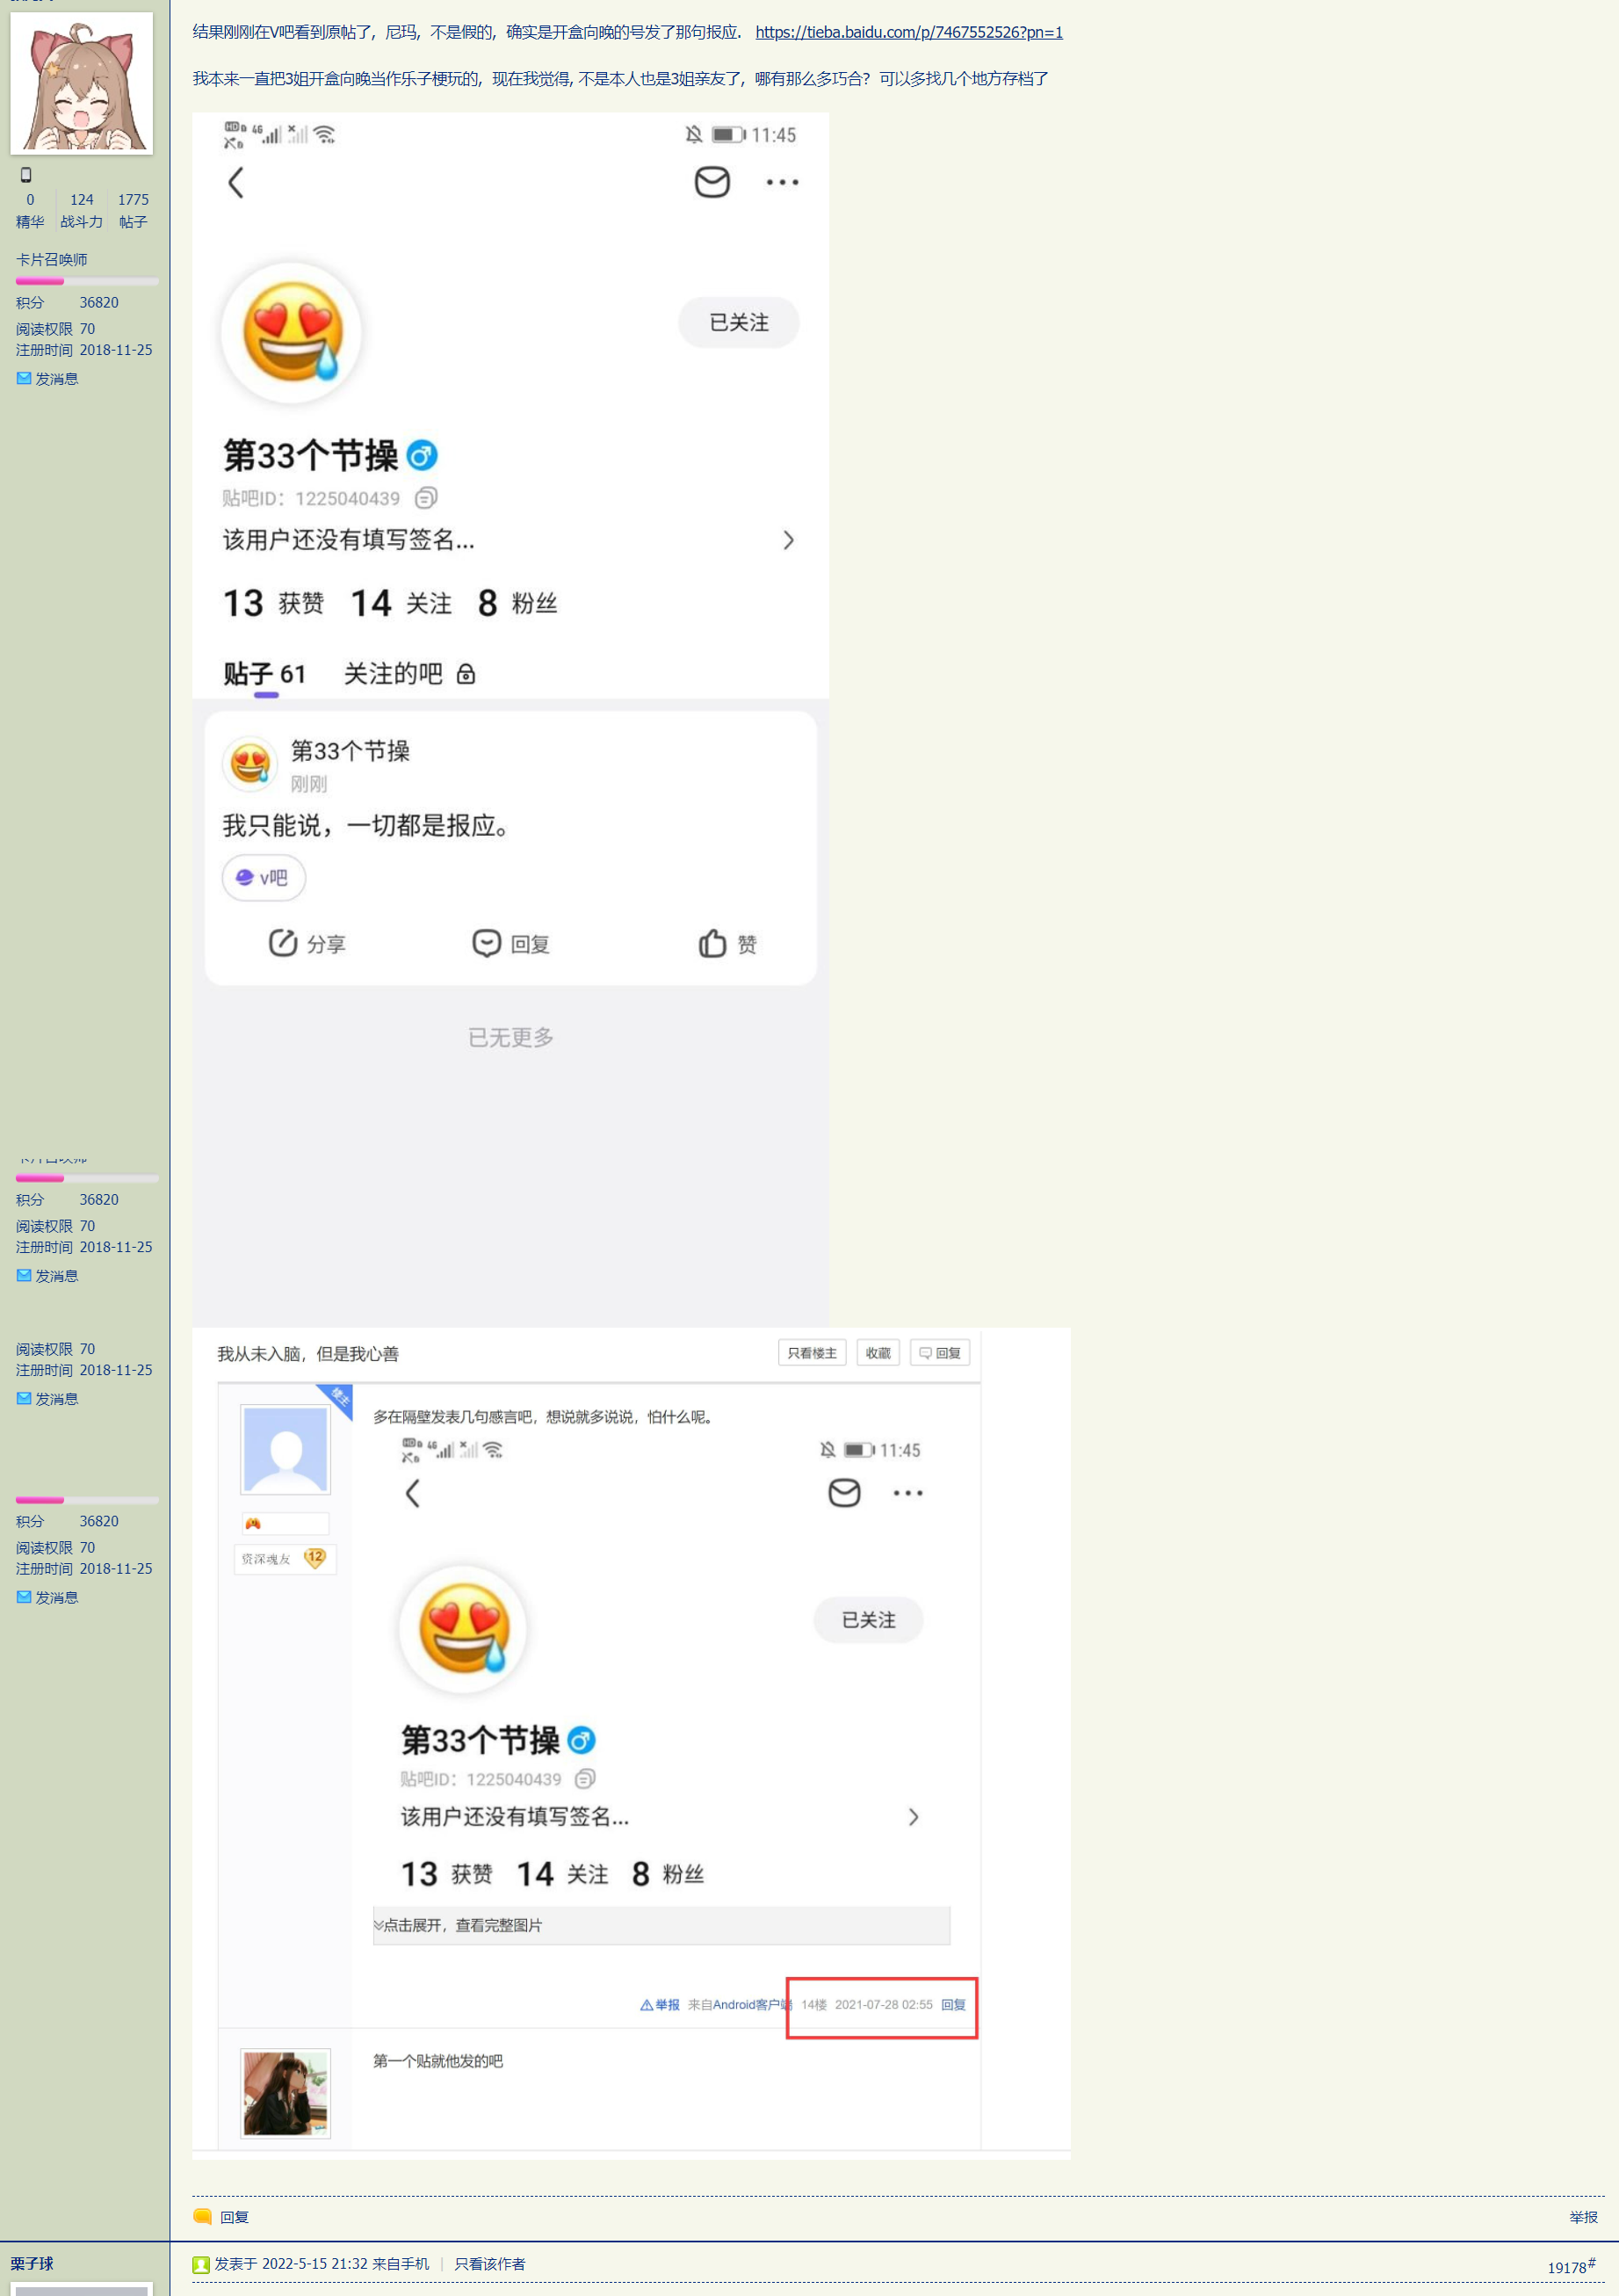 结果刚刚在V吧看到原帖了，尼玛，不是假的，确实是开盒向晚的号发了那句报应． https://tieba.baidu.com/p/7467552526?pn=1
我本来一直把3姐开盒向晚当作乐子梗玩的，现在我觉得, 不是本人也是3姐亲友了，哪有那么多巧合？可以多找几个地方存档了
0 124 1775
精华 战斗力 帖子
卡片召唤师
积分 36820
阅读权限 70
注册时间 2018-11-25
发消息
HD 4G 11:45
已关注
第33个节操
贴吧ID：1225040439
该用户还没有填写签名...
13 获赞 14 关注 8 粉丝
贴子 61 关注的吧
第33个节操
刚刚
我只能说，一切都是报应。
v吧
分享 回复 赞
已无更多
积分 36820
阅读权限 70
注册时间 2018-11-25
发消息
阅读权限 70
注册时间 2018-11-25
发消息
积分 36820
阅读权限 70
注册时间 2018-11-25
发消息
我从未入脑，但是我心善 只看楼主 收藏 回复
楼主
资深魂友 12
多在隔壁发表几句感言吧，想说就多说说，怕什么呢。
HD 4G 11:45
已关注
第33个节操
贴吧ID：1225040439
该用户还没有填写签名...
13 获赞 14 关注 8 粉丝
点击展开，查看完整图片
举报 来自Android客户端 14楼 2021-07-28 02:55 回复
第一个贴就他发的吧
回复 举报
栗子球
发表于 2022-5-15 21:32 来自手机 | 只看该作者 19178#